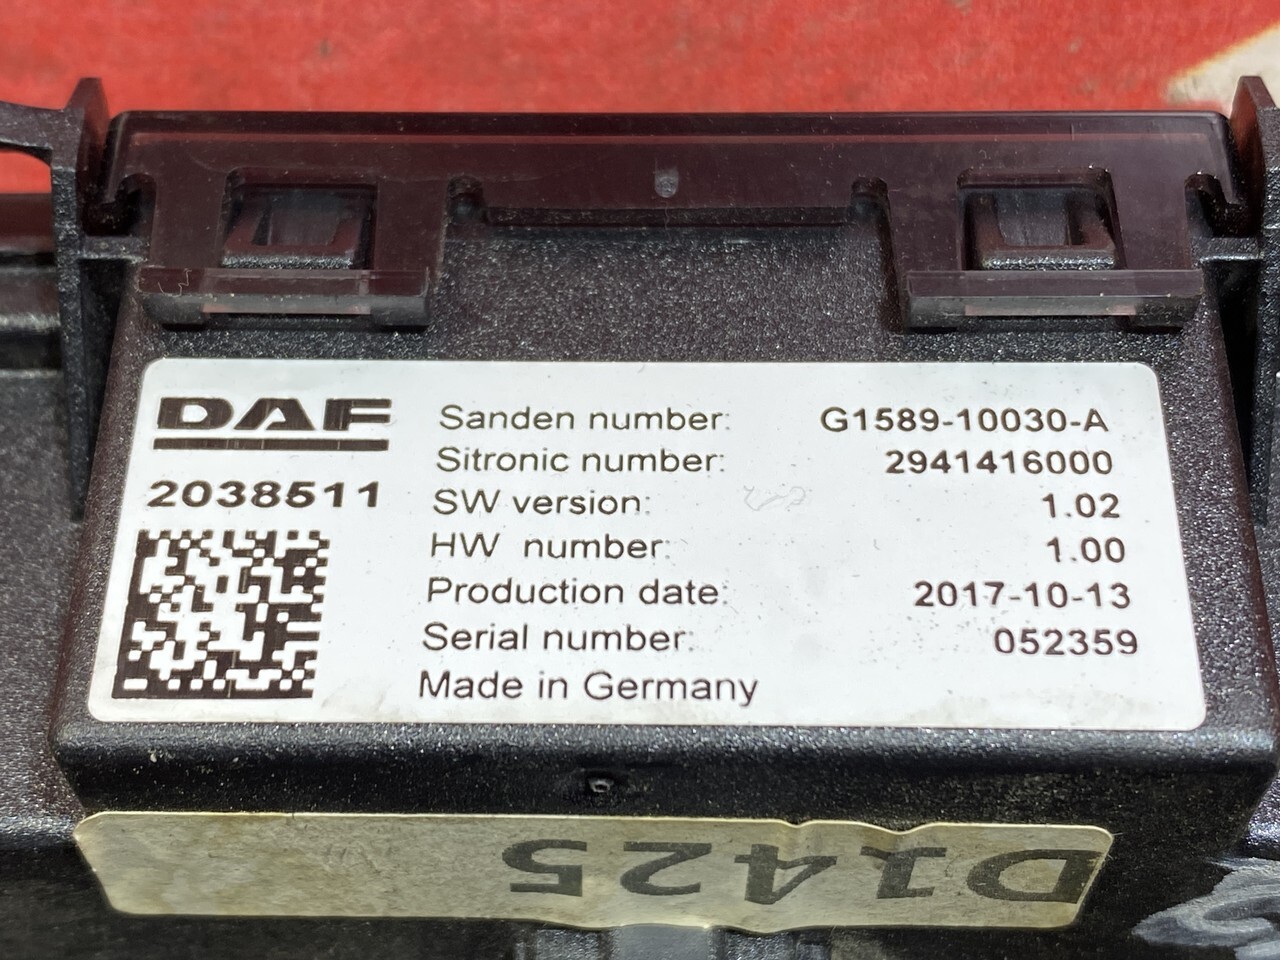 DAF
2038511
Sanden number: G1589-10030-A
Sitronic number: 2941416000
SW version: 1.02
HW number: 1.00
Production date: 2017-10-13
Serial number: 052359
Made in Germany
D1425